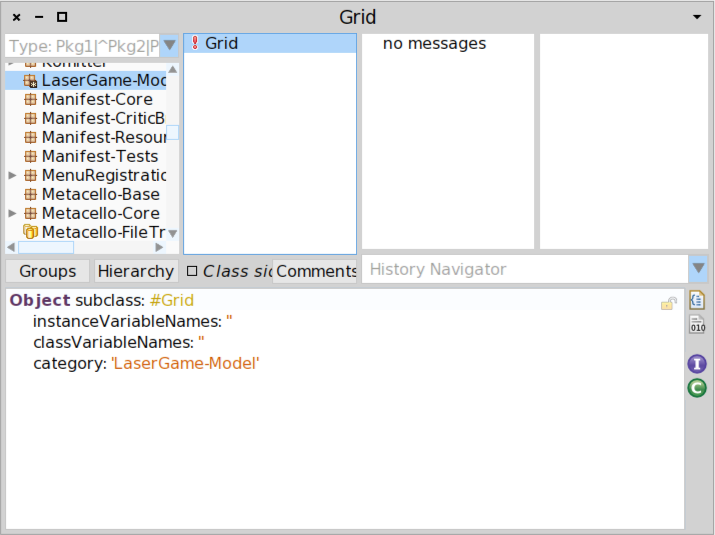 Grid
Type: Pkg1|^Pkg2|P
Kommitter
LaserGame-Moc
Manifest-Core
Manifest-CriticB
Manifest-Resour
Manifest-Tests
MenuRegistratic
Metacello-Base
Metacello-Core
Metacello-FileTr
Grid
no messages
Groups
Hierarchy
Class sid
Comments
History Navigator
Object subclass: #Grid
instanceVariableNames: ''
classVariableNames: ''
category: 'LaserGame-Model'
010
I
C